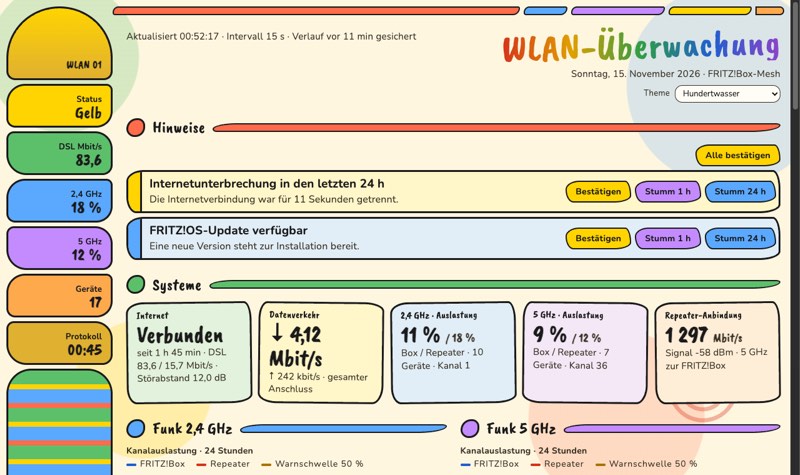 WLAN 01
Status
Gelb
DSL Mbit/s
83,6
2,4 GHz
18 %
5 GHz
12 %
Geräte
17
Protokoll
00:45
Aktualisiert 00:52:17 · Intervall 15 s · Verlauf vor 11 min gesichert
WLAN-Überwachung
Sonntag, 15. November 2026 · FRITZ!Box-Mesh
Theme Hundertwasser
Hinweise
Alle bestätigen
Internetunterbrechung in den letzten 24 h
Die Internetverbindung war für 11 Sekunden getrennt.
Bestätigen Stumm 1 h Stumm 24 h
FRITZ!OS-Update verfügbar
Eine neue Version steht zur Installation bereit.
Bestätigen Stumm 1 h Stumm 24 h
Systeme
Internet
Verbunden
seit 1 h 45 min · DSL
83,6 / 15,7 Mbit/s ·
Störabstand 12,0 dB
Datenverkehr
↓ 4,12
Mbit/s
↑ 242 kbit/s · gesamter
Anschluss
2,4 GHz · Auslastung
11 % / 18 %
Box / Repeater · 10
Geräte · Kanal 1
5 GHz · Auslastung
9 % / 12 %
Box / Repeater · 7
Geräte · Kanal 36
Repeater-Anbindung
1 297 Mbit/s
Signal -58 dBm · 5 GHz
zur FRITZ!Box
Funk 2,4 GHz
Kanalauslastung · 24 Stunden
FRITZ!Box Repeater Warnschwelle 50 %
Funk 5 GHz
Kanalauslastung · 24 Stunden
FRITZ!Box Repeater Warnschwelle 50 %